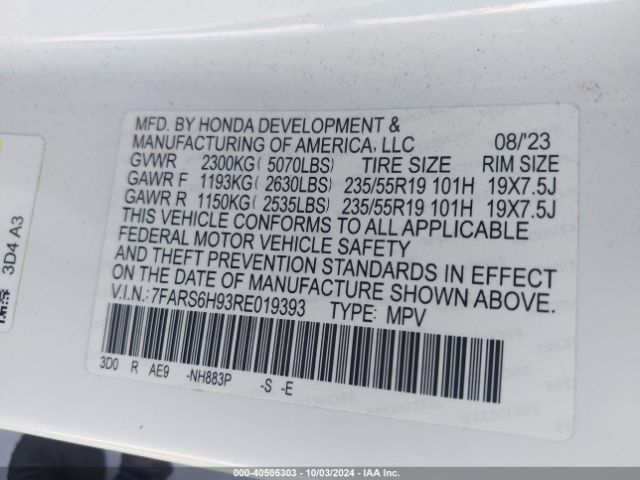 MFD. BY HONDA DEVELOPMENT &
MANUFACTURING OF AMERICA, LLC 08/'23
GVWR 2300KG( 5070LBS) TIRE SIZE RIM SIZE
GAWR F 1193KG( 2630LBS) 235/55R19 101H 19X7.5J
GAWR R 1150KG( 2535LBS) 235/55R19 101H 19X7.5J
THIS VEHICLE CONFORMS TO ALL APPLICABLE
FEDERAL MOTOR VEHICLE SAFETY
AND THEFT PREVENTION STANDARDS IN EFFECT
ON THE DATE OF MANUFACTURE SHOWN ABOVE.
V.I.N.: 7FARS6H93RE019393 TYPE: MPV
3D0 R AE9 -NH883P -S -E
3D4 A3
000-40505303 - 10/03/2024 - IAA Inc.